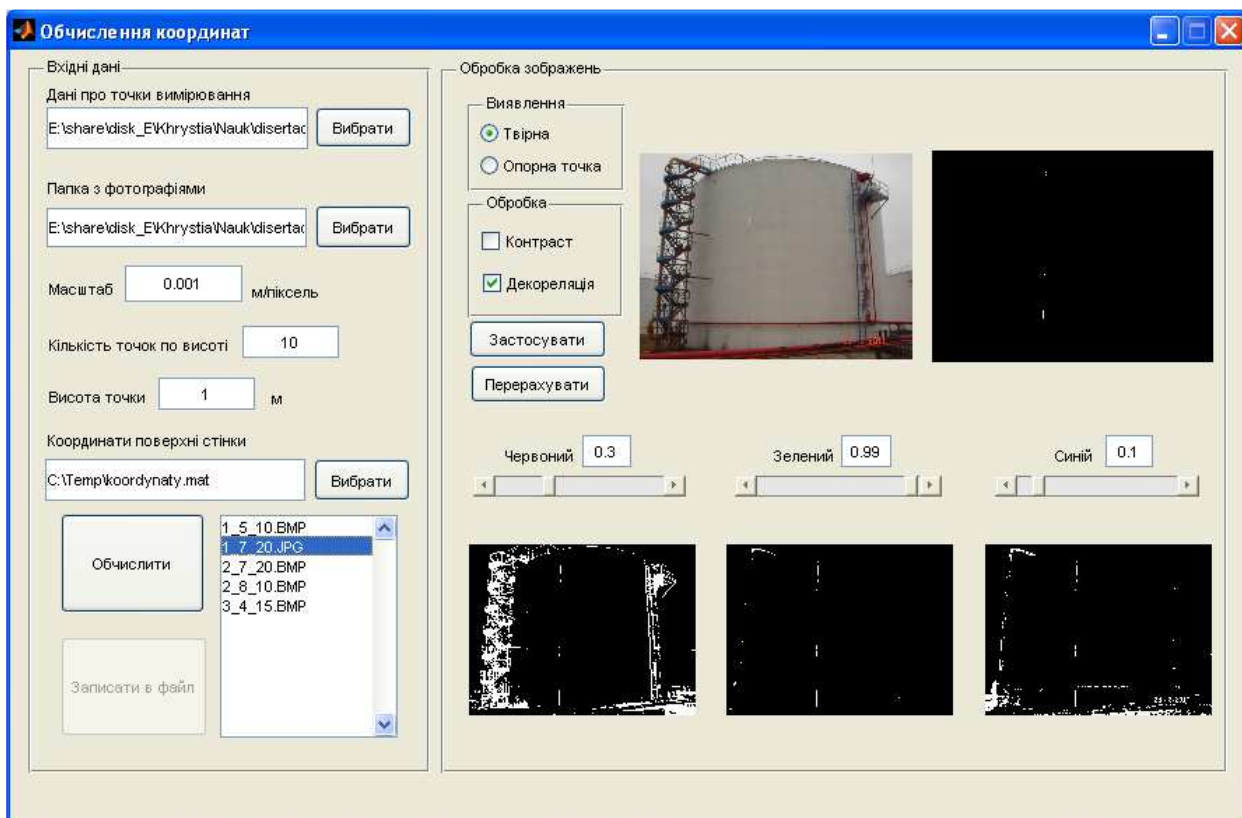 Обчислення координат
Вхідні дані
Дані про точки вимірювання
E:\share\disk_E\Khrystia\Nauk\disertac
Вибрати
Папка з фотографіями
E:\share\disk_E\Khrystia\Nauk\disertac
Вибрати
Масштаб 0.001 м/піксель
Кількість точок по висоті 10
Висота точки 1 м
Координати поверхні стінки
C:\Temp\koordynaty.mat
Вибрати
Обчислити
Записати в файл
1_5_10.BMP
1_7_20.JPG
2_7_20.BMP
2_8_10.BMP
3_4_15.BMP
Обробка зображень
Виявлення
Твірна
Опорна точка
Обробка
Контраст
Декореляція
Застосувати
Перерахувати
Червоний 0.3
Зелений 0.99
Синій 0.1